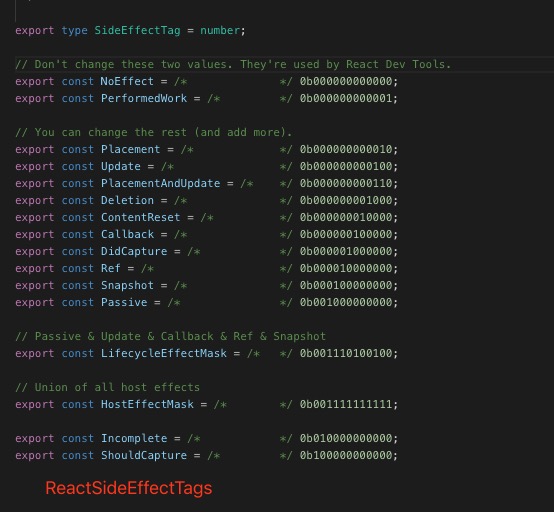 export type SideEffectTag = number;
// Don't change these two values. They're used by React Dev Tools.
export const NoEffect = /*              */ 0b000000000000;
export const PerformedWork = /*         */ 0b000000000001;
// You can change the rest (and add more).
export const Placement = /*             */ 0b000000000010;
export const Update = /*                */ 0b000000000100;
export const PlacementAndUpdate = /*    */ 0b000000000110;
export const Deletion = /*              */ 0b000000001000;
export const ContentReset = /*          */ 0b000000010000;
export const Callback = /*              */ 0b000000100000;
export const DidCapture = /*            */ 0b000001000000;
export const Ref = /*                   */ 0b000010000000;
export const Snapshot = /*              */ 0b000100000000;
export const Passive = /*               */ 0b001000000000;
// Passive & Update & Callback & Ref & Snapshot
export const LifecycleEffectMask = /*   */ 0b001110100100;
// Union of all host effects
export const HostEffectMask = /*        */ 0b001111111111;
export const Incomplete = /*            */ 0b010000000000;
export const ShouldCapture = /*         */ 0b100000000000;
ReactSideEffectTags